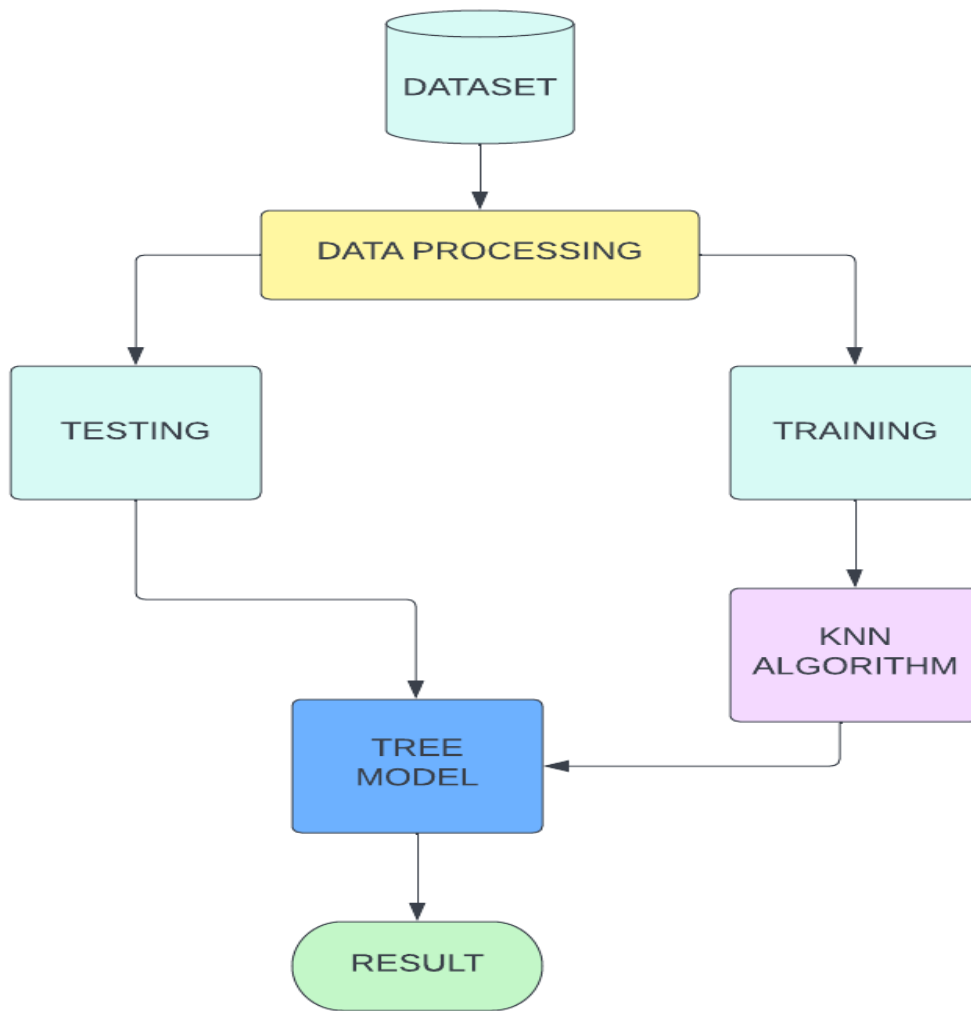 DATASET
DATA PROCESSING
TESTING
TRAINING
KNN
ALGORITHM
TREE
MODEL
RESULT